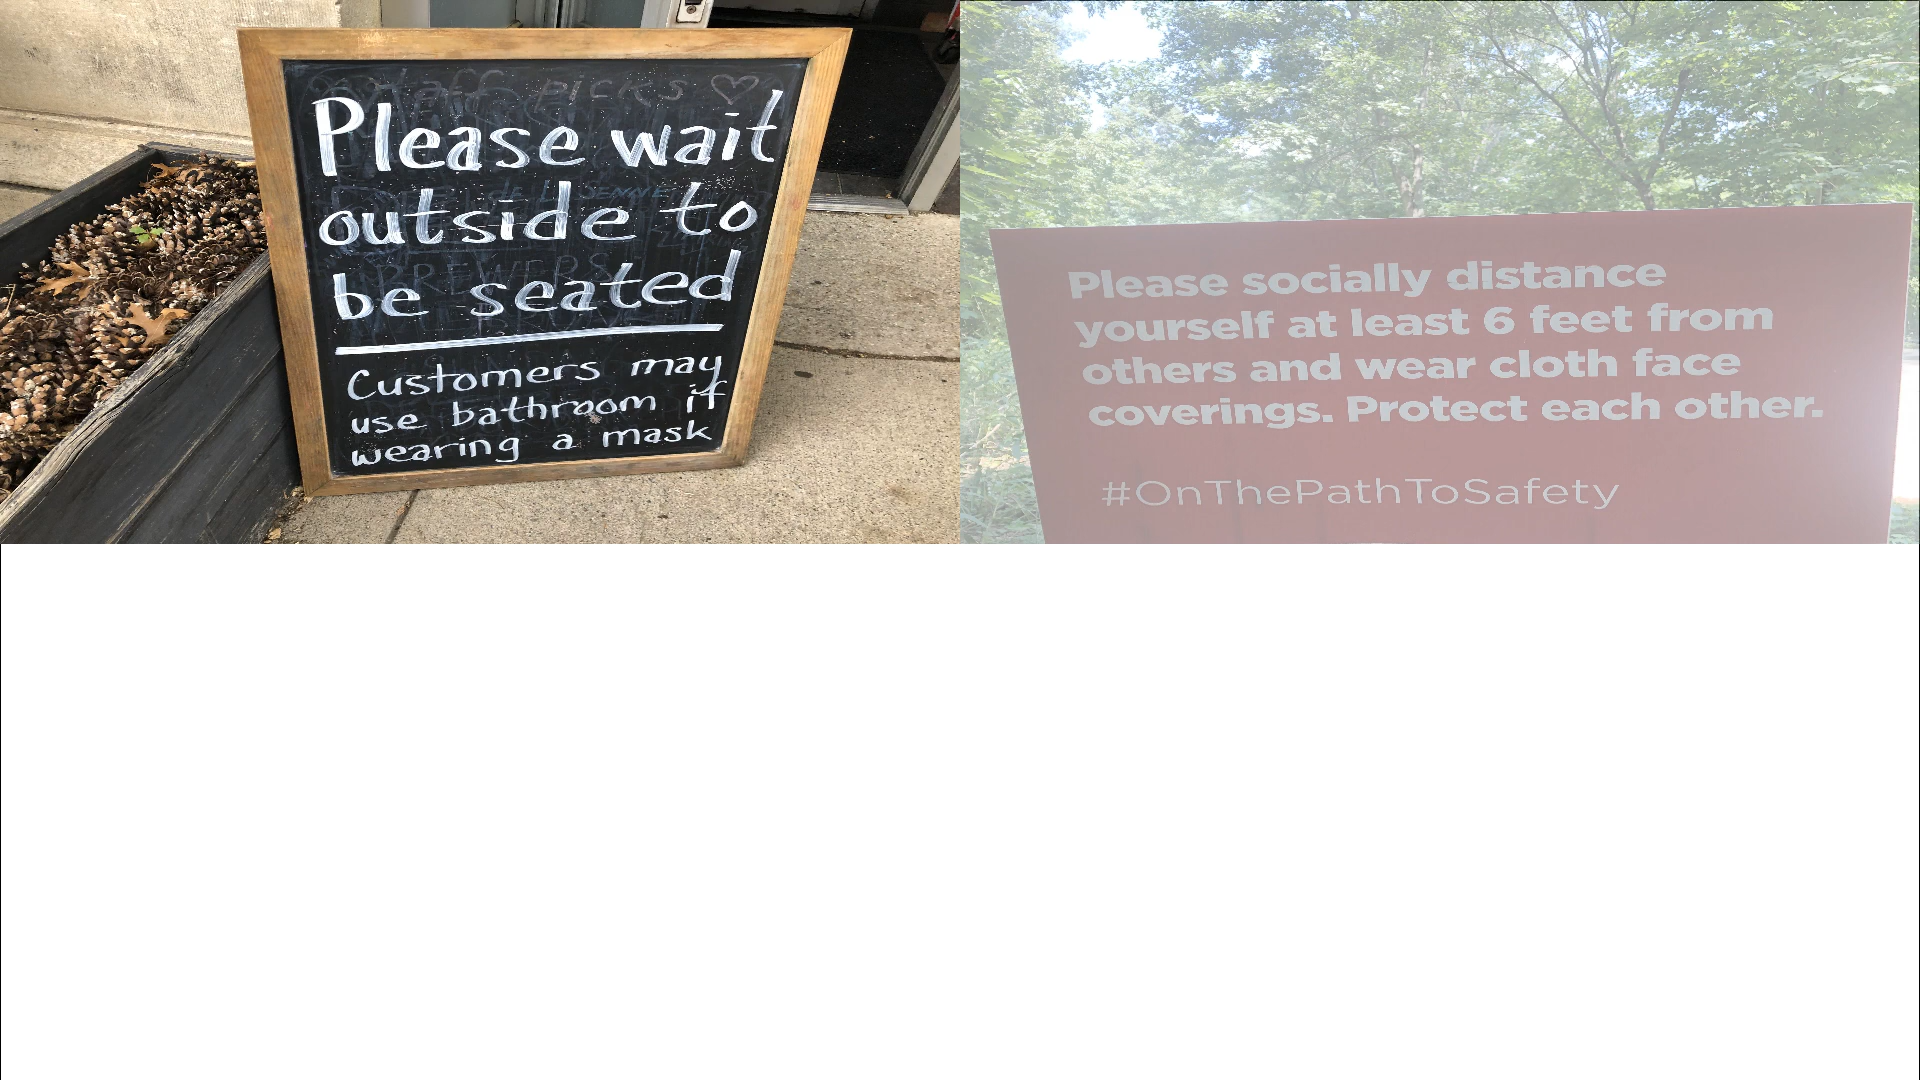 Please wait
outside to
be seated
Customers may
use bathroom if
wearing a mask
Please socially distance
yourself at least 6 feet from
others and wear cloth face
coverings. Protect each other.
#OnThePathToSafety